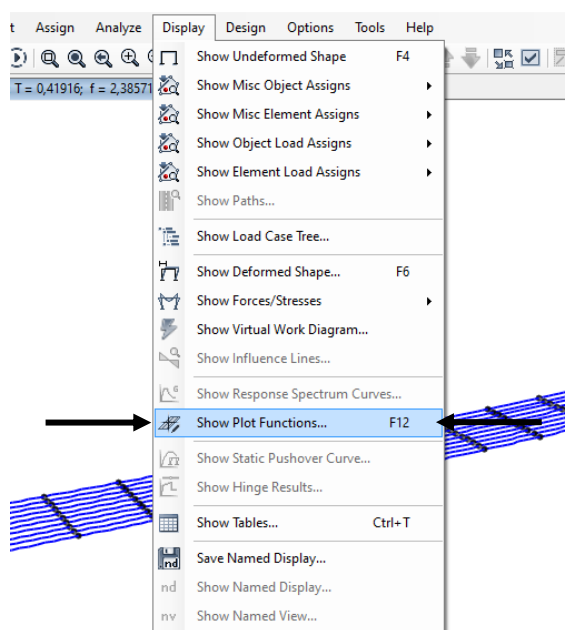 t Assign Analyze Display Design Options Tools Help
T = 0,41916; f = 2,38571
Show Undeformed Shape F4
Show Misc Object Assigns
Show Misc Element Assigns
Show Object Load Assigns
Show Element Load Assigns
Show Paths...
Show Load Case Tree...
Show Deformed Shape... F6
Show Forces/Stresses
Show Virtual Work Diagram...
Show Influence Lines...
Show Response Spectrum Curves...
Show Plot Functions... F12
Show Static Pushover Curve...
Show Hinge Results...
Show Tables... Ctrl+T
nd Save Named Display...
nd Show Named Display...
nv Show Named View...